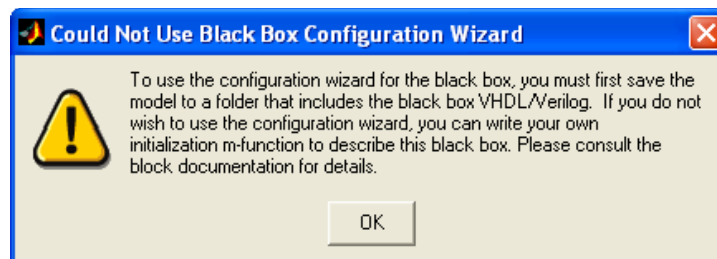 Could Not Use Black Box Configuration Wizard
To use the configuration wizard for the black box, you must first save the
model to a folder that includes the black box VHDL/Verilog.  If you do not
wish to use the configuration wizard, you can write your own
initialization m-function to describe this black box. Please consult the
block documentation for details.
OK